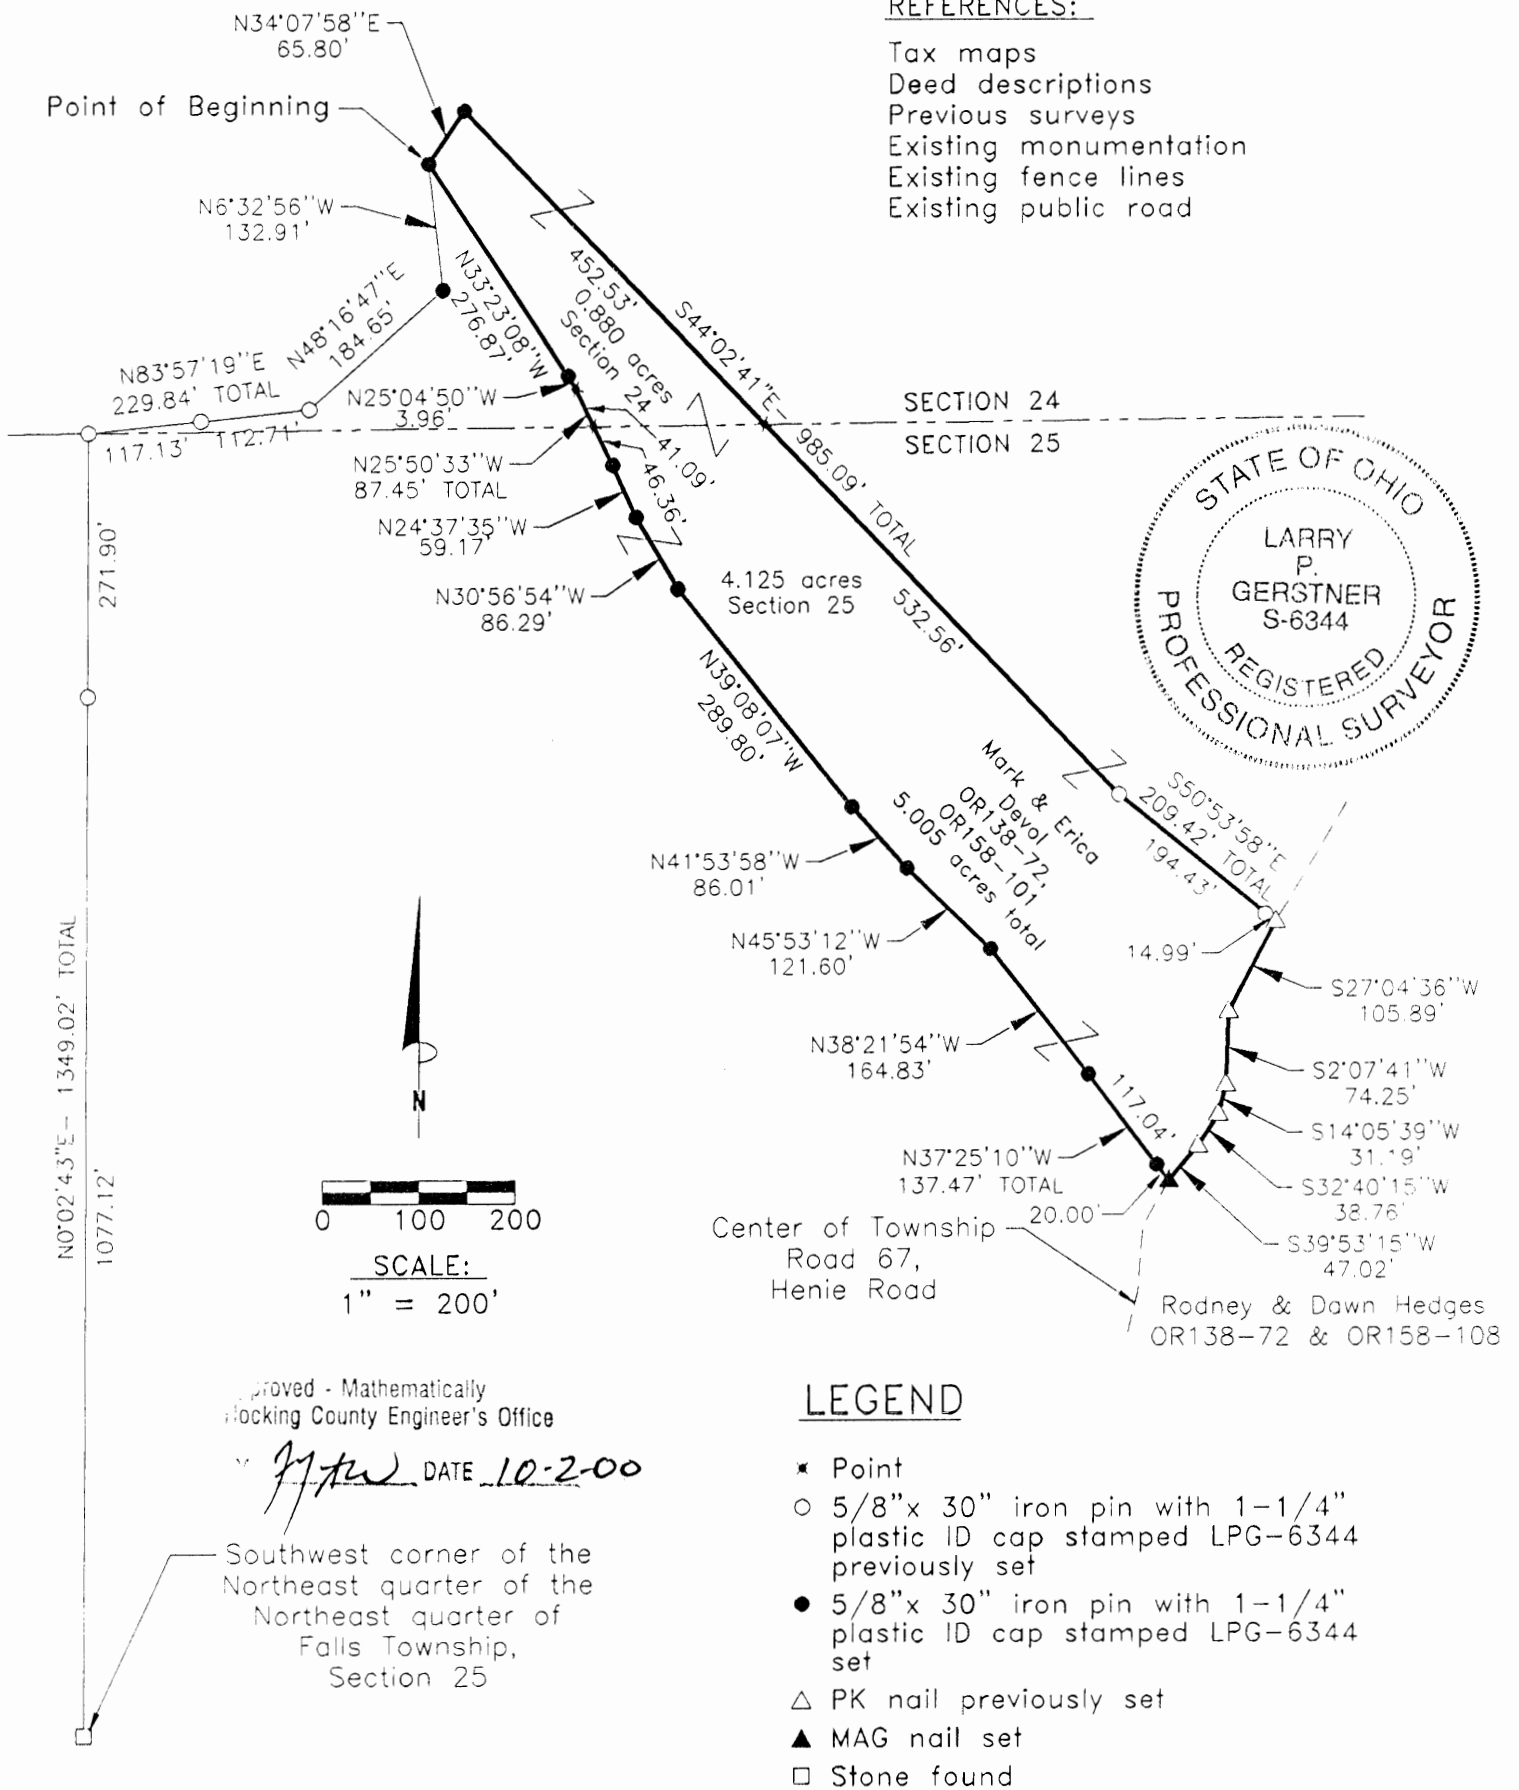 REFERENCES:
Tax maps
Deed descriptions
Previous surveys
Existing monumentation
Existing fence lines
Existing public road
N34°07'58"E
65.80'
Point of Beginning
N6°32'56"W
132.91'
N48°16'47"E
184.65'
N83°57'19"E
229.84' TOTAL
117.13'
112.71'
N33°23'08"W
276.87'
452.53'
0.880 acres
Section 24
S44°02'41"E- 985.09' TOTAL
532.56'
SECTION 24
SECTION 25
N25°04'50"W
3.96'
41.09'
46.36'
N25°50'33"W
87.45' TOTAL
N24°37'35"W
59.17'
N30°56'54"W
86.29'
4.125 acres
Section 25
STATE OF OHIO
LARRY
P.
GERSTNER
S-6344
REGISTERED
PROFESSIONAL SURVEYOR
271.90'
N39°08'07"W
289.80'
Mark & Erica
Devol
OR138-72,
OR158-101
5.005 acres total
S50°53'58"E
209.42' TOTAL
194.43'
14.99'
N41°53'58"W
86.01'
N45°53'12"W
121.60'
N38°21'54"W
164.83'
117.04'
N37°25'10"W
137.47' TOTAL
20.00'
S27°04'36"W
105.89'
S2°07'41"W
74.25'
S14°05'39"W
31.19'
S32°40'15"W
38.76'
S39°53'15"W
47.02'
N0°02'43"E- 1349.02' TOTAL
1077.12'
N
0 100 200
SCALE:
1" = 200'
Center of Township
Road 67,
Henie Road
Rodney & Dawn Hedges
OR138-72 & OR158-108
proved - Mathematically
Hocking County Engineer's Office
DATE 10-2-00
Southwest corner of the
Northeast quarter of the
Northeast quarter of
Falls Township,
Section 25
LEGEND
Point
5/8"x 30" iron pin with 1-1/4"
plastic ID cap stamped LPG-6344
previously set
5/8"x 30" iron pin with 1-1/4"
plastic ID cap stamped LPG-6344
set
PK nail previously set
MAG nail set
Stone found